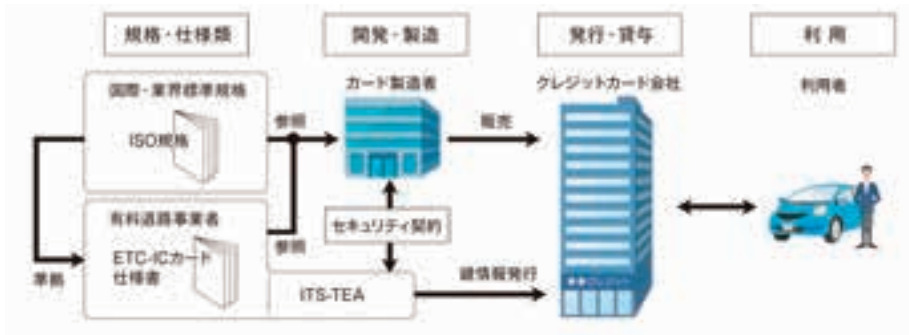 規格・仕様類
開発・製造
発行・貸与
利用
国際・業界標準規格
カード製造者
クレジットカード会社
利用者
ISO規格
参照
販売
有料道路事業者
セキュリティ契約
参照
ETC-ICカード
仕様書
準拠
ITS-TEA
鍵情報発行